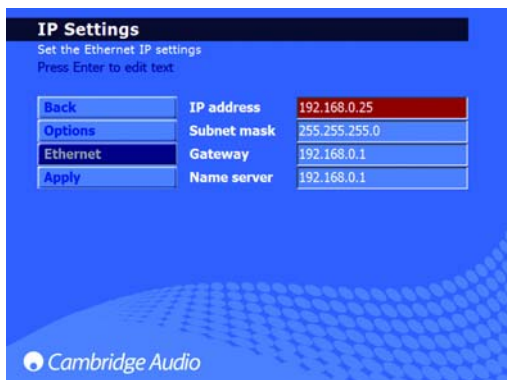 IP Settings
Set the Ethernet IP settings
Press Enter to edit text
Back IP address 192.168.0.25
Options Subnet mask 255.255.255.0
Ethernet Gateway 192.168.0.1
Apply Name server 192.168.0.1
Cambridge Audio